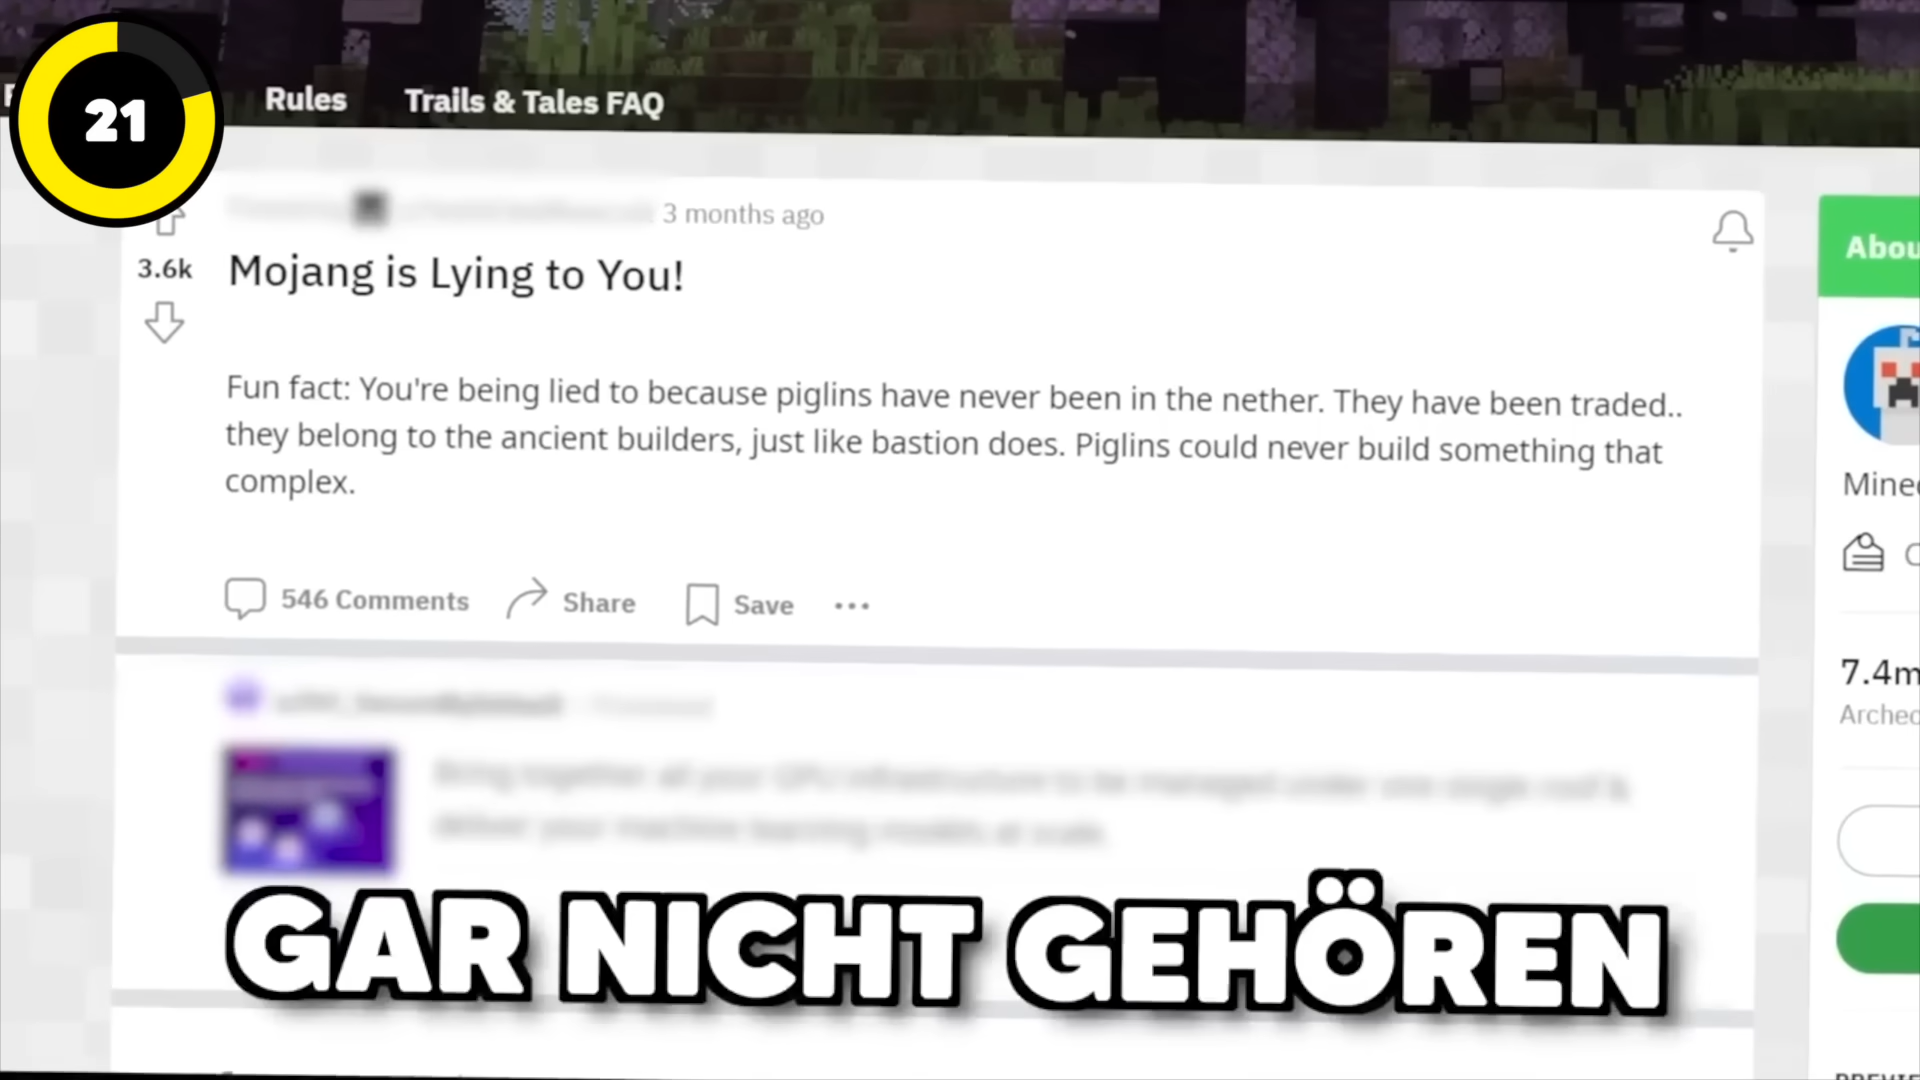 21
Rules
Trails & Tales FAQ
3 months ago
3.6k
Mojang is Lying to You!
Fun fact: You're being lied to because piglins have never been in the nether. They have been traded..
they belong to the ancient builders, just like bastion does. Piglins could never build something that
complex.
546 Comments
Share
Save
Abou
Mine
7.4m
Arche
GAR NICHT GEHÖREN